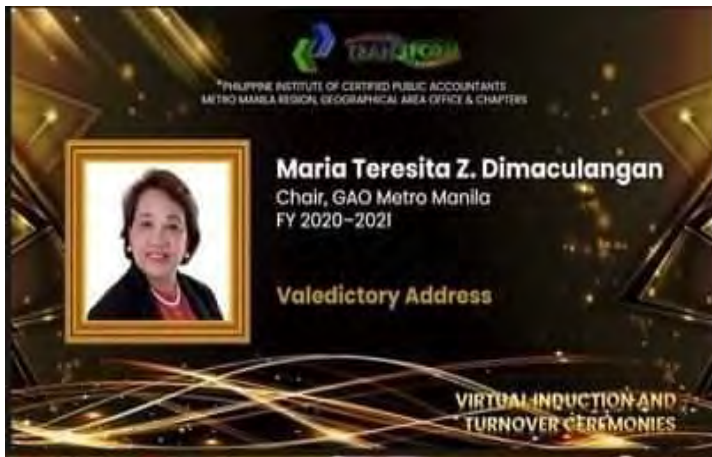 TRANSFORM
"PHILIPPINE INSTITUTE OF CERTIFIED PUBLIC ACCOUNTANTS
METRO MANILA REGION, GEOGRAPHICAL AREA OFFICE & CHAPTERS
Maria Teresita Z. Dimaculangan
Chair, GAO Metro Manila
FY 2020-2021
Valedictory Address
VIRTUAL INDUCTION AND
TURNOVER CEREMONIES